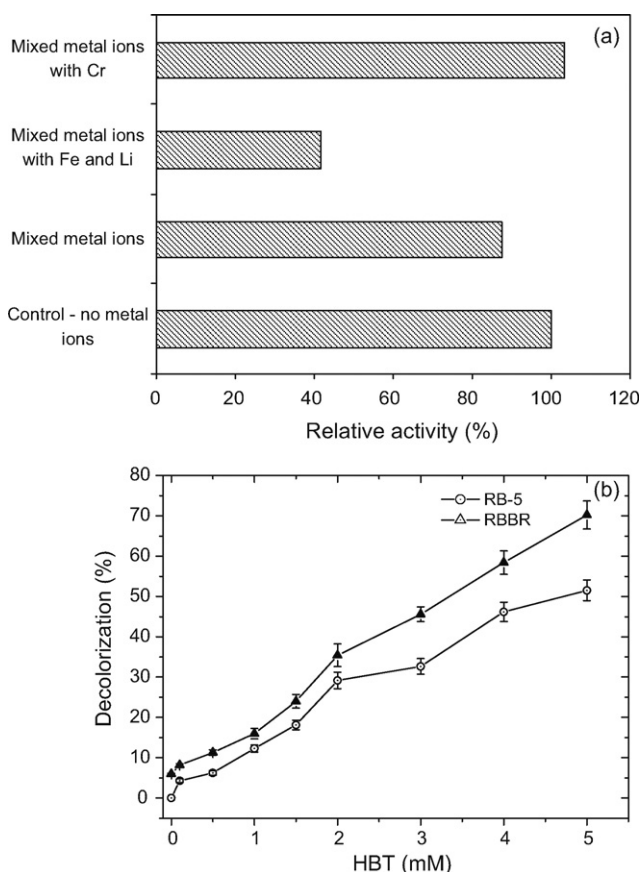 (a)
Mixed metal ions
with Cr
Mixed metal ions
with Fe and Li
Mixed metal ions
Control - no metal
ions
0 20 40 60 80 100 120
Relative activity (%)
(b)
RB-5
RBBR
80
70
60
50
40
30
20
10
0
Decolorization (%)
0 1 2 3 4 5
HBT (mM)